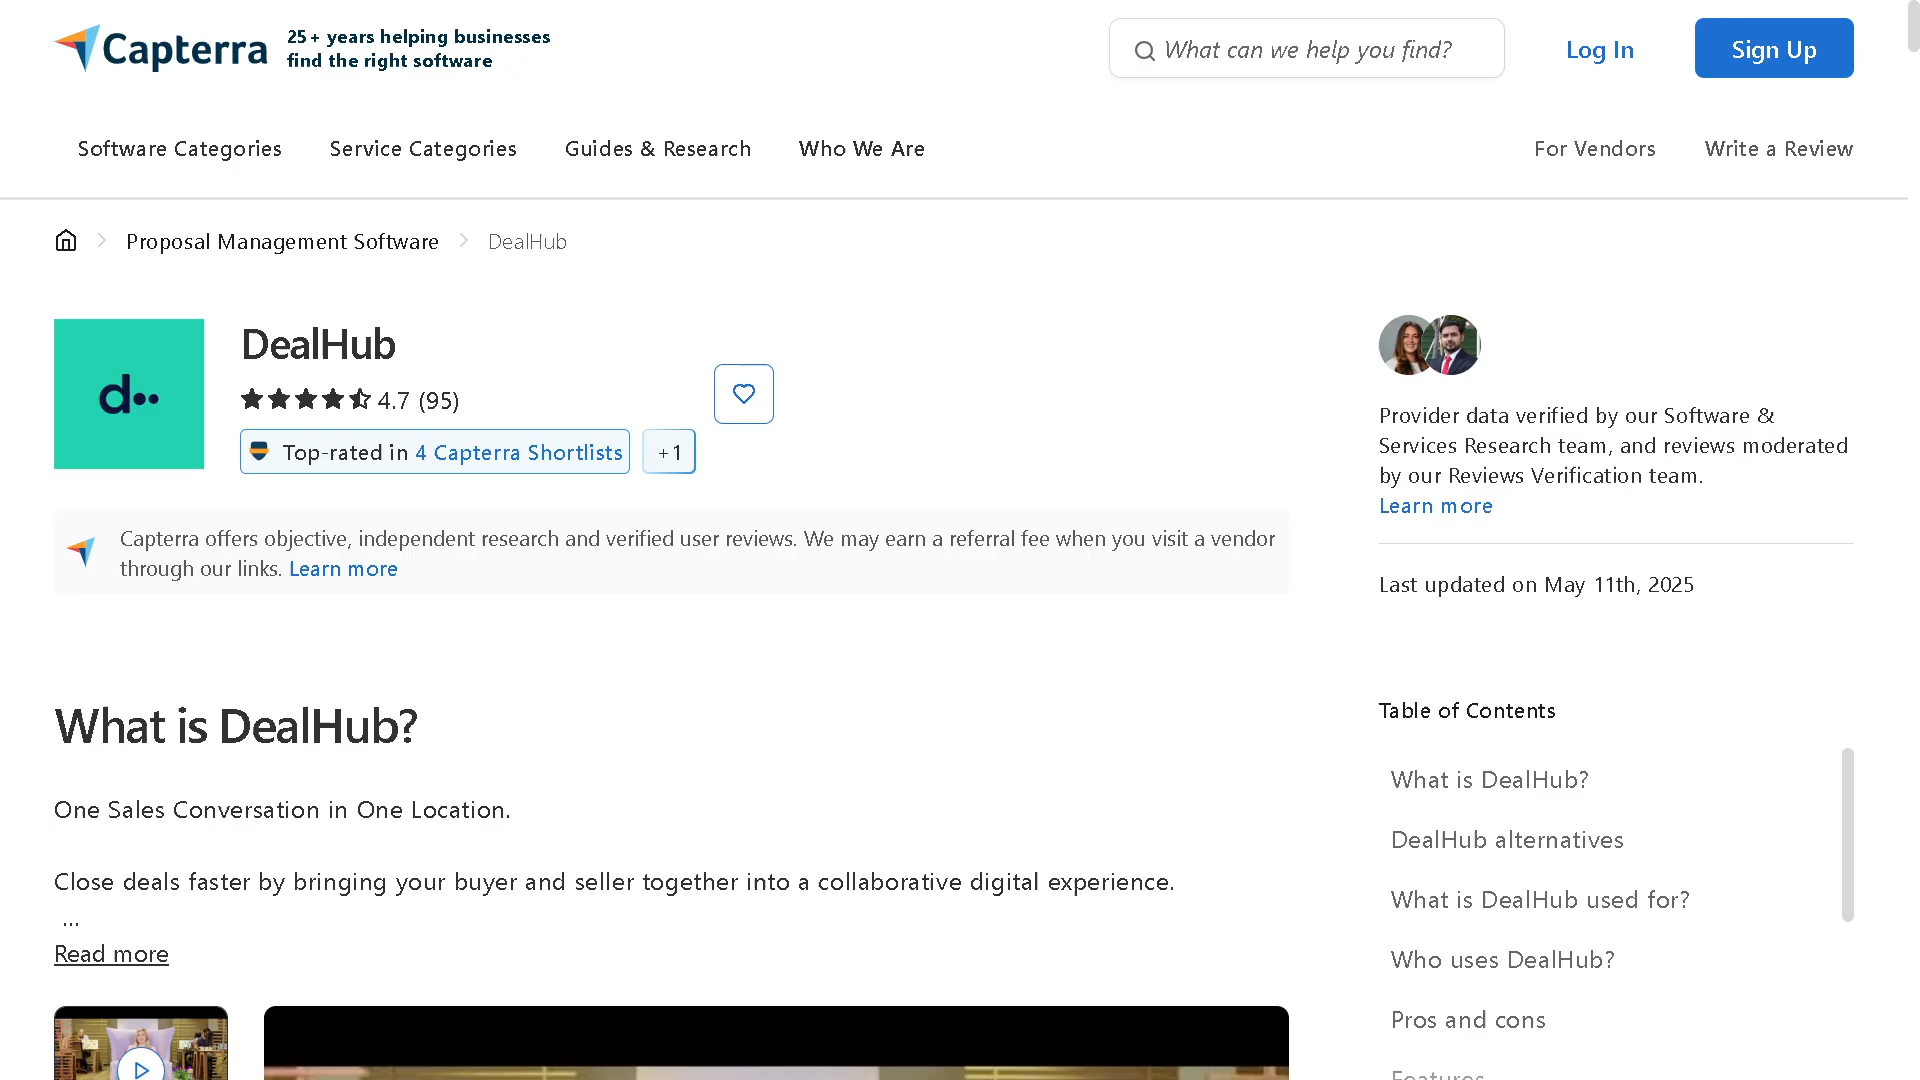 Capterra
25+ years helping businesses
find the right software
What can we help you find?
Log In
Sign Up
Software Categories
Service Categories
Guides & Research
Who We Are
For Vendors
Write a Review
Proposal Management Software
DealHub
d
DealHub
4.7 (95)
Top-rated in 4 Capterra Shortlists
+1
Capterra offers objective, independent research and verified user reviews. We may earn a referral fee when you visit a vendor
through our links. Learn more
Provider data verified by our Software &
Services Research team, and reviews moderated
by our Reviews Verification team.
Learn more
Last updated on May 11th, 2025
What is DealHub?
One Sales Conversation in One Location.
Close deals faster by bringing your buyer and seller together into a collaborative digital experience.
...
Read more
Table of Contents
What is DealHub?
DealHub alternatives
What is DealHub used for?
Who uses DealHub?
Pros and cons
Features